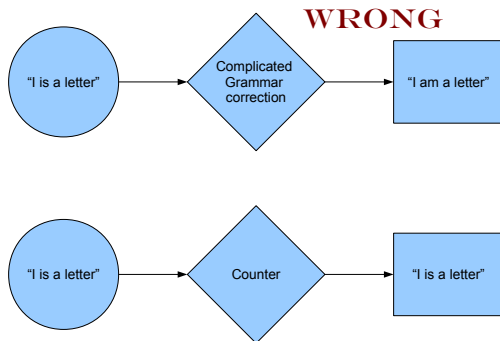 WRONG
“I is a letter”
Complicated
Grammar
correction
“I am a letter”
“I is a letter”
Counter
“I is a letter”